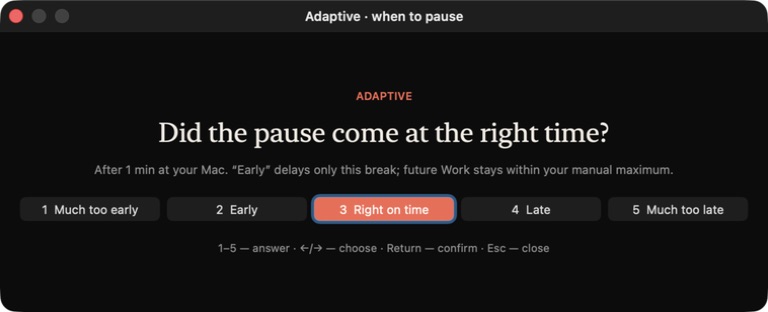 Adaptive · when to pause
ADAPTIVE
Did the pause come at the right time?
After 1 min at your Mac. “Early” delays only this break; future Work stays within your manual maximum.
1 Much too early 2 Early 3 Right on time 4 Late 5 Much too late
1–5 — answer · ←/→ — choose · Return — confirm · Esc — close